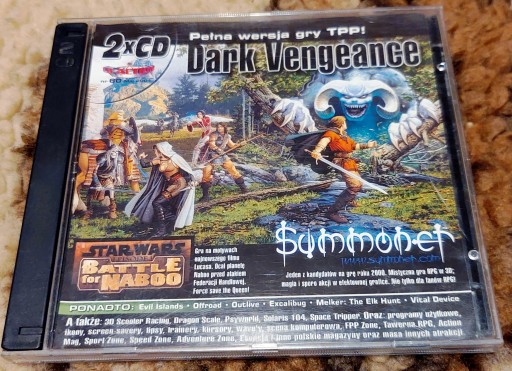 2xCD
Pełna wersja gry TPP!
Dark Vengeance
Summoner
www.summoner.com
STAR WARS
Battle
for NABOO
Gra na motywach
najnowszego filmu
Lucasa. Ocal planetę
Naboo przed atakiem
Federacji Handlowej.
Force save the Queen!
Jeden z kandydatów na grę roku 2000. Mistyczna gra RPG w 3D;
magia i sporo akcji w efektownej grafice. Nie tylko dla fanów RPG!
PONADTO: Evil Islands · Offroad · Outlive · Excalibug · Melker: The Elk Hunt · Vital Device
A także: 3D Scooter Racing, Dragon Scale, Psyworld, Solaris 104, Space Tripper. Oraz: programy użytkowe,
ikony, screen-savery, tipsy, trainery, kursory, wave'y, scena komputerowa, FPP Zone, Tawerna RPG, Action
Mag, Sport Zone, Speed Zone, Adventure Zone, polskie magazyny oraz masa innych atrakcji.